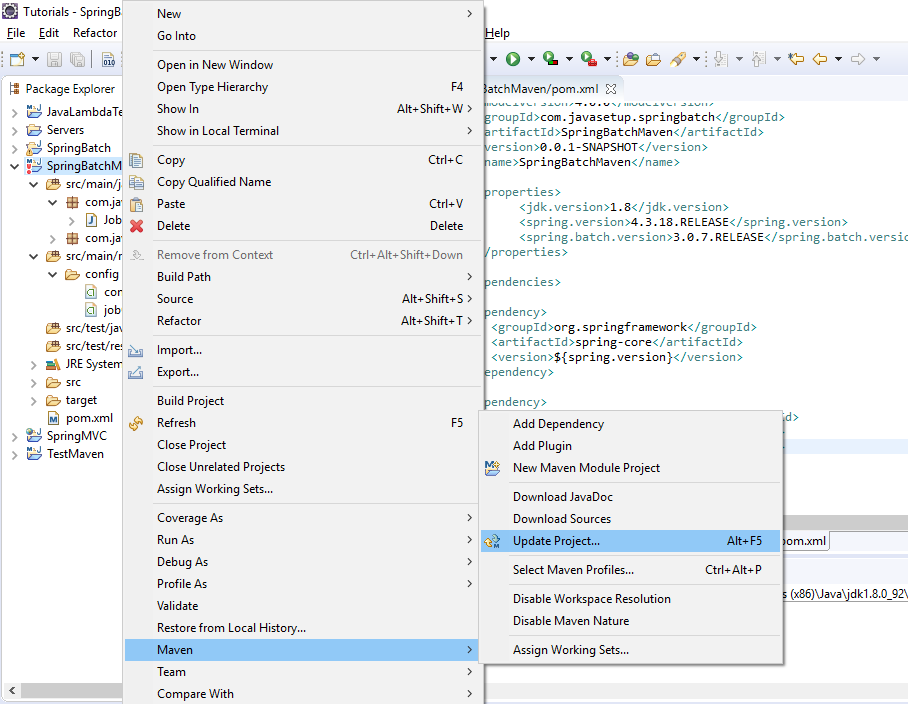 Tutorials - SpringB
File Edit Refactor
Help
Package Explorer
JavaLambdaTe
Servers
SpringBatch
SpringBatchM
src/main/j
com.ja
Job
com.ja
src/main/r
config
con
job
src/test/jav
src/test/res
JRE System
src
target
pom.xml
SpringMVC
TestMaven
New
Go Into
Open in New Window
Open Type Hierarchy F4
Show In Alt+Shift+W
Show in Local Terminal
Copy Ctrl+C
Copy Qualified Name
Paste Ctrl+V
Delete Delete
Remove from Context Ctrl+Alt+Shift+Down
Build Path
Source Alt+Shift+S
Refactor Alt+Shift+T
Import...
Export...
Build Project
Refresh F5
Close Project
Close Unrelated Projects
Assign Working Sets...
Coverage As
Run As
Debug As
Profile As
Validate
Restore from Local History...
Maven
Team
Compare With
BatchMaven/pom.xml
modelVersion>4.0.0</modelVersion>
groupId>com.javasetup.springbatch</groupId>
artifactId>SpringBatchMaven</artifactId>
version>0.0.1-SNAPSHOT</version>
name>SpringBatchMaven</name>
properties>
<jdk.version>1.8</jdk.version>
<spring.version>4.3.18.RELEASE</spring.version>
<spring.batch.version>3.0.7.RELEASE</spring.batch.versio
/properties>
pendencies>
pendency>
<groupId>org.springframework</groupId>
<artifactId>spring-core</artifactId>
<version>${spring.version}</version>
ependency>
pendency>
d>
Add Dependency
Add Plugin
New Maven Module Project
Download JavaDoc
Download Sources
Update Project... Alt+F5
Select Maven Profiles... Ctrl+Alt+P
Disable Workspace Resolution
Disable Maven Nature
Assign Working Sets...
pom.xml
s (x86)\Java\jdk1.8.0_92\